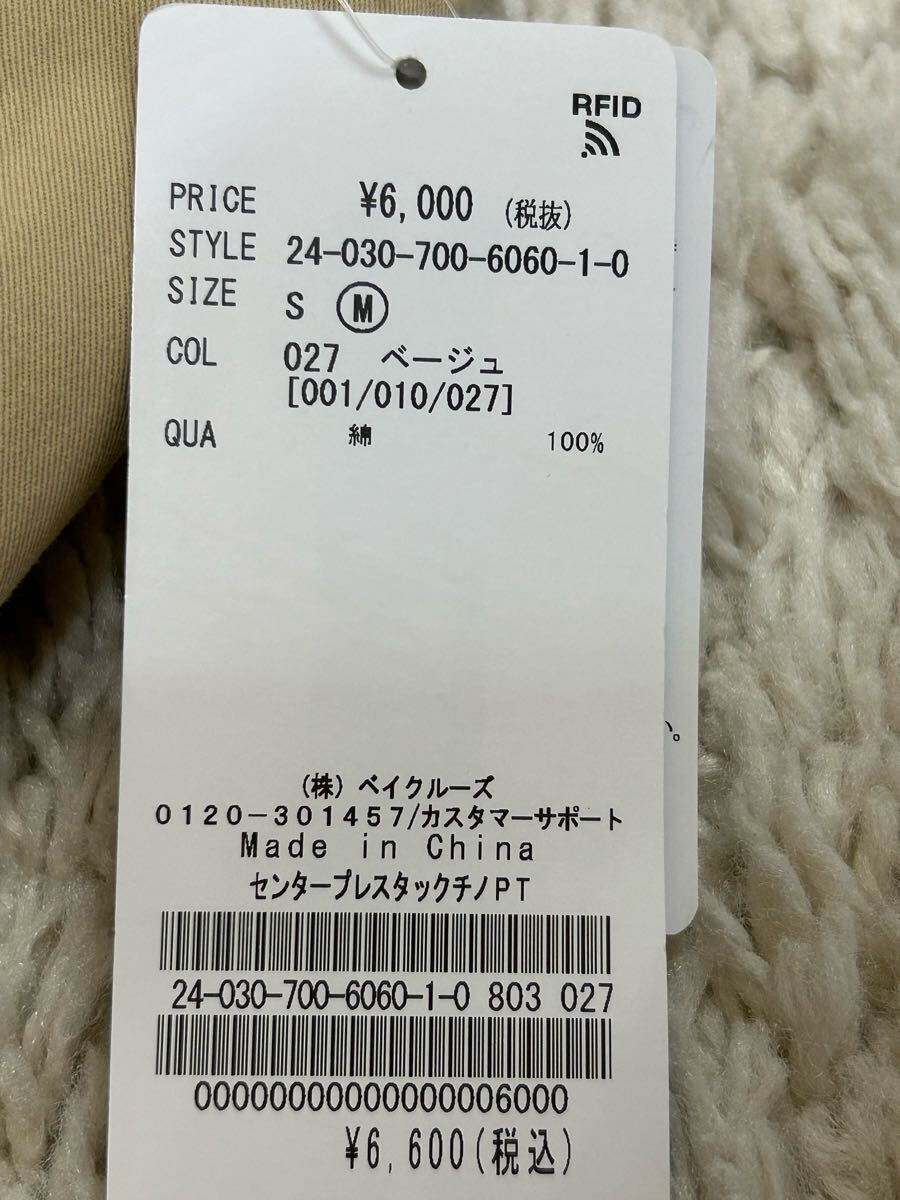 RFID
PRICE ¥6,000 (税抜)
STYLE 24-030-700-6060-1-0
SIZE S Ⓜ
COL 027 ベージュ
[001/010/027]
QUA 綿 100%
(株) ベイクルーズ
0120-301457/カスタマーサポート
Made in China
センタープレスタックチノPT
24-030-700-6060-1-0 803 027
00000000000000006000
¥6,600(税込)